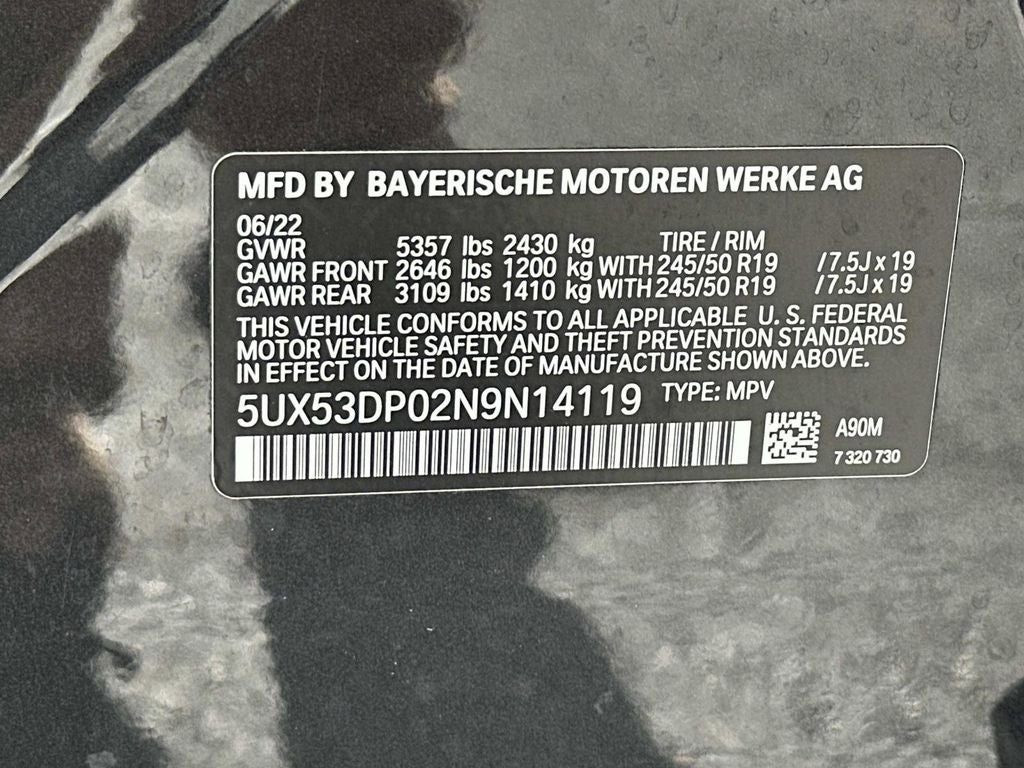 MFD BY BAYERISCHE MOTOREN WERKE AG
06/22
GVWR 5357 lbs 2430 kg TIRE / RIM
GAWR FRONT 2646 lbs 1200 kg WITH 245/50 R19 / 7.5J x 19
GAWR REAR 3109 lbs 1410 kg WITH 245/50 R19 / 7.5J x 19
THIS VEHICLE CONFORMS TO ALL APPLICABLE U. S. FEDERAL
MOTOR VEHICLE SAFETY AND THEFT PREVENTION STANDARDS
IN EFFECT ON THE DATE OF MANUFACTURE SHOWN ABOVE.
5UX53DP02N9N14119 TYPE: MPV
A90M
7 320 730